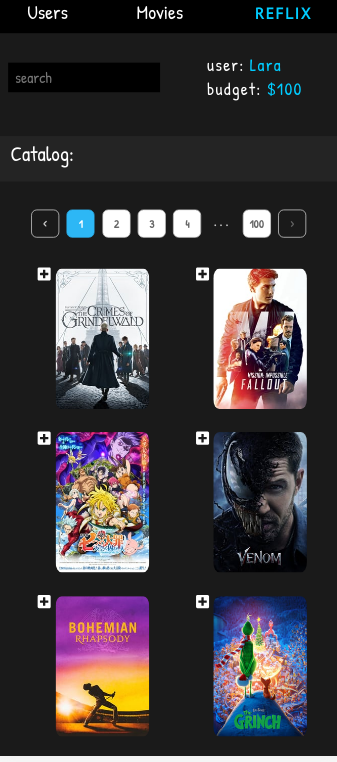 Users Movies REFLIX
search
user: Lara
budget: $100
Catalog:
‹ 1 2 3 4 ... 100 ›
THE CRIMES OF
GRINDELWALD
MISSION: IMPOSSIBLE
FALLOUT
VENOM
BOHEMIAN
RHAPSODY
THE GRINCH